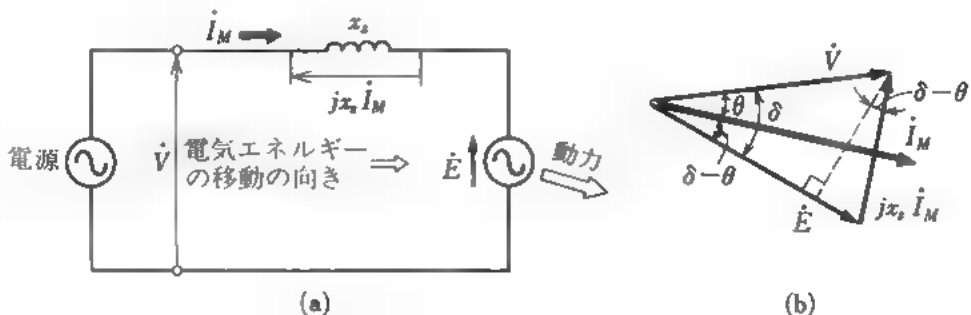 İ_M
x_s
jx_s İ_M
電源
V̇
電気エネルギー
の移動の向き
Ė
動力
(a)
V̇
θ
δ
δ−θ
δ−θ
İ_M
Ė
jx_s İ_M
(b)